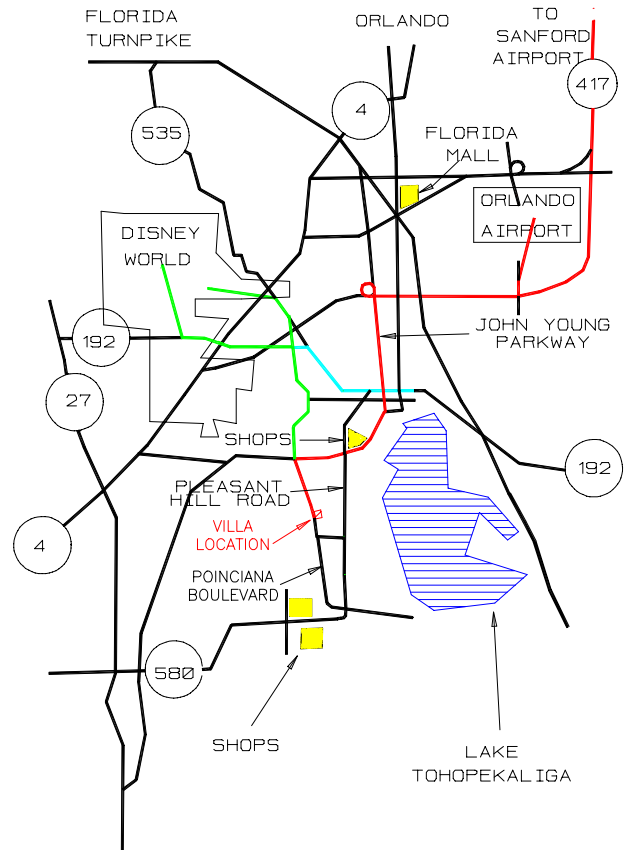 FLORIDA
TURNPIKE
ORLANDO
TO
SANFORD
AIRPORT
417
4
535
FLORIDA
MALL
ORLANDO
AIRPORT
DISNEY
WORLD
192
JOHN YOUNG
PARKWAY
27
SHOPS
192
PLEASANT
HILL ROAD
VILLA
LOCATION
4
POINCIANA
BOULEVARD
580
SHOPS
LAKE
TOHOPEKALIGA